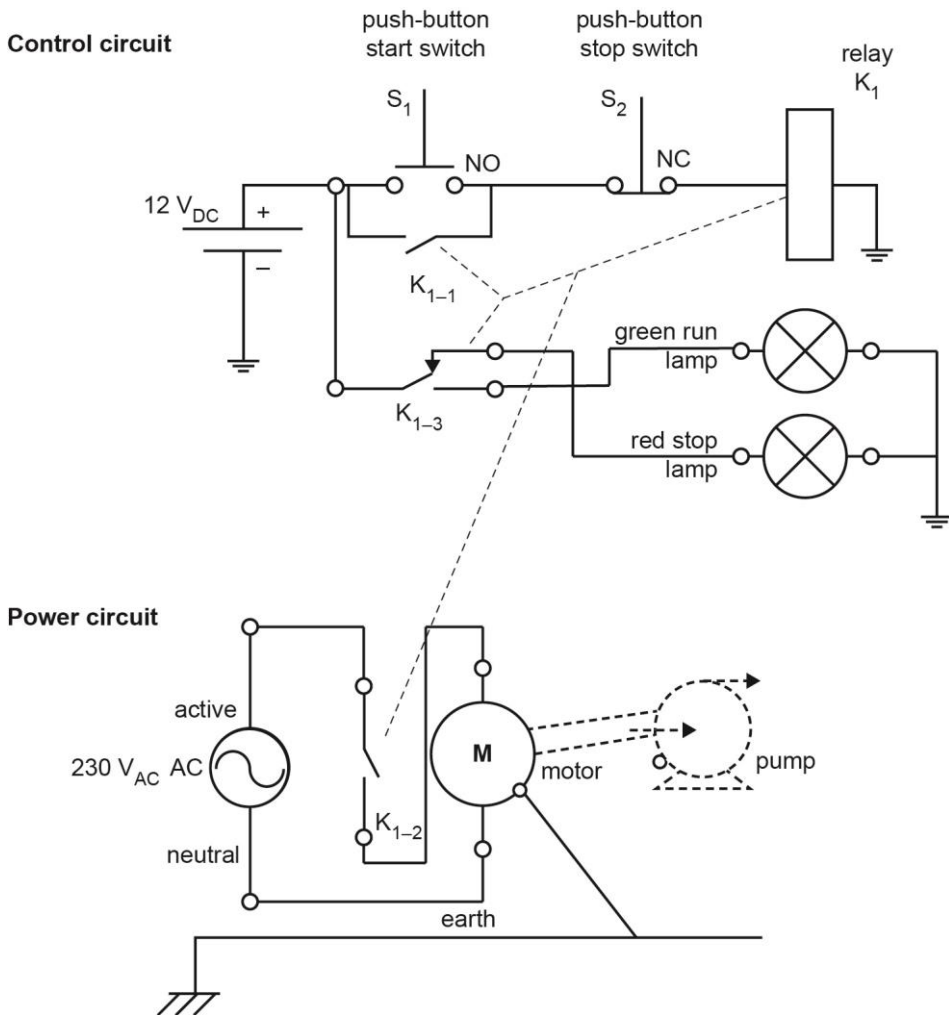 Control circuit
push-button
start switch
push-button
stop switch
relay
K1
S1
S2
NO
NC
12 VDC
+
–
K1–1
green run
lamp
K1–3
red stop
lamp
Power circuit
active
230 VAC AC
M
motor
pump
K1–2
neutral
earth